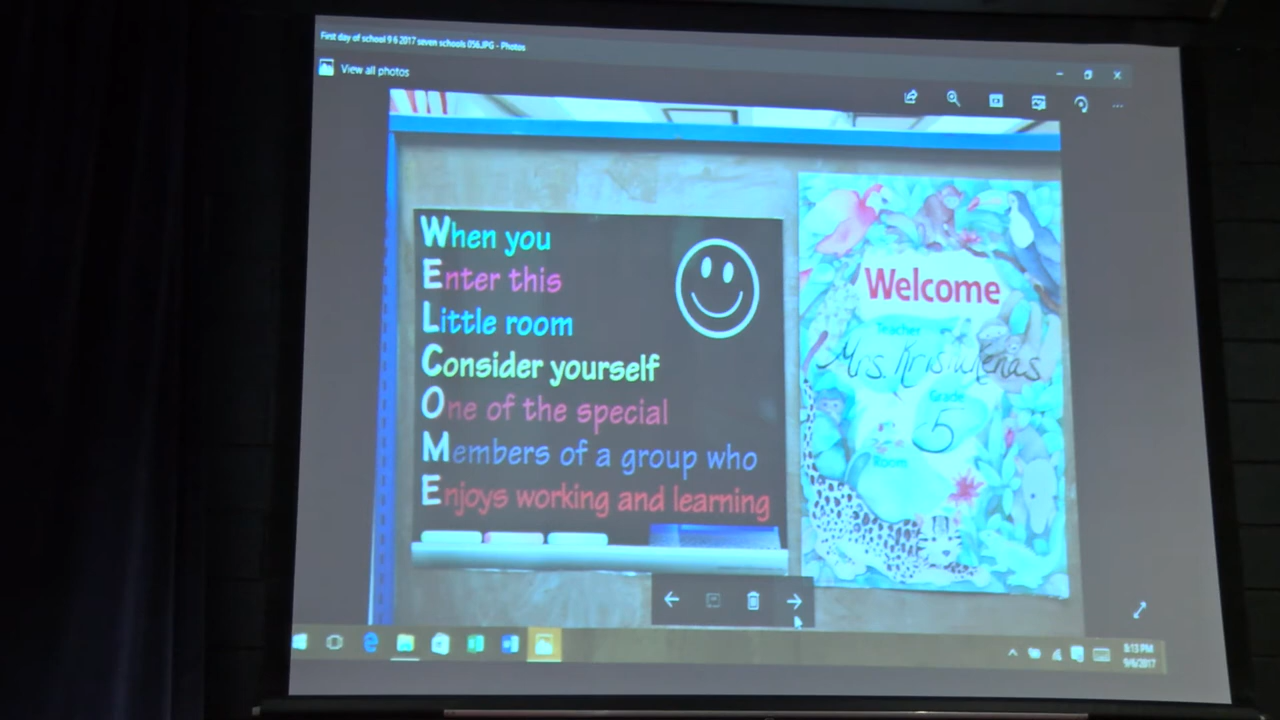 First day of school 9 6 2017 seven schools 056.JPG - Photos
View all photos
When you
Enter this
Little room
Consider yourself
One of the special
Members of a group who
Enjoys working and learning
Welcome
Teacher
Mrs.
Grade
5
Room
8:13 PM
9/6/2017